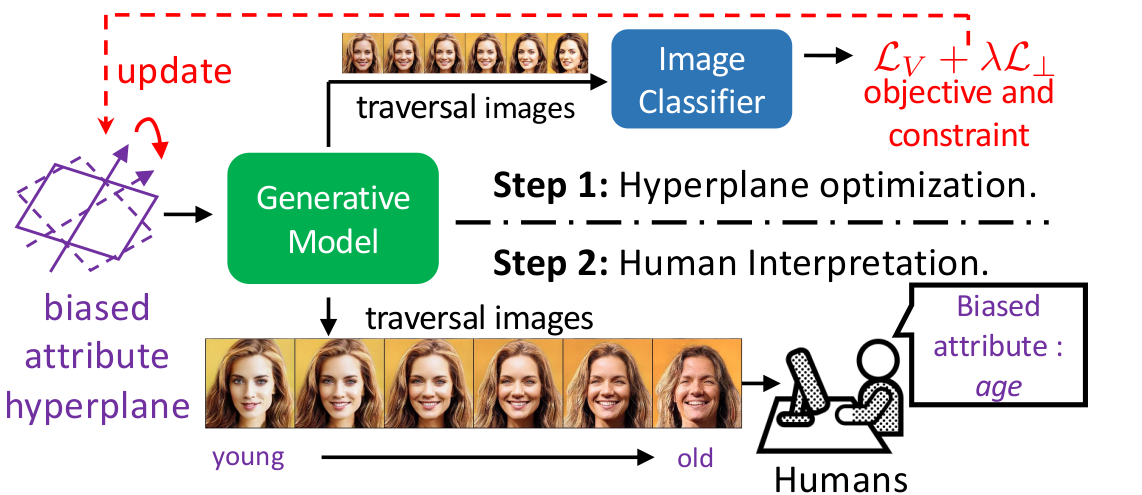 update
traversal images
Image
Classifier
$\mathcal{L}_V + \lambda \mathcal{L}_\perp$
objective and
constraint
Generative
Model
Step 1: Hyperplane optimization.
Step 2: Human Interpretation.
biased
attribute
hyperplane
traversal images
Biased
attribute :
age
young
old
Humans